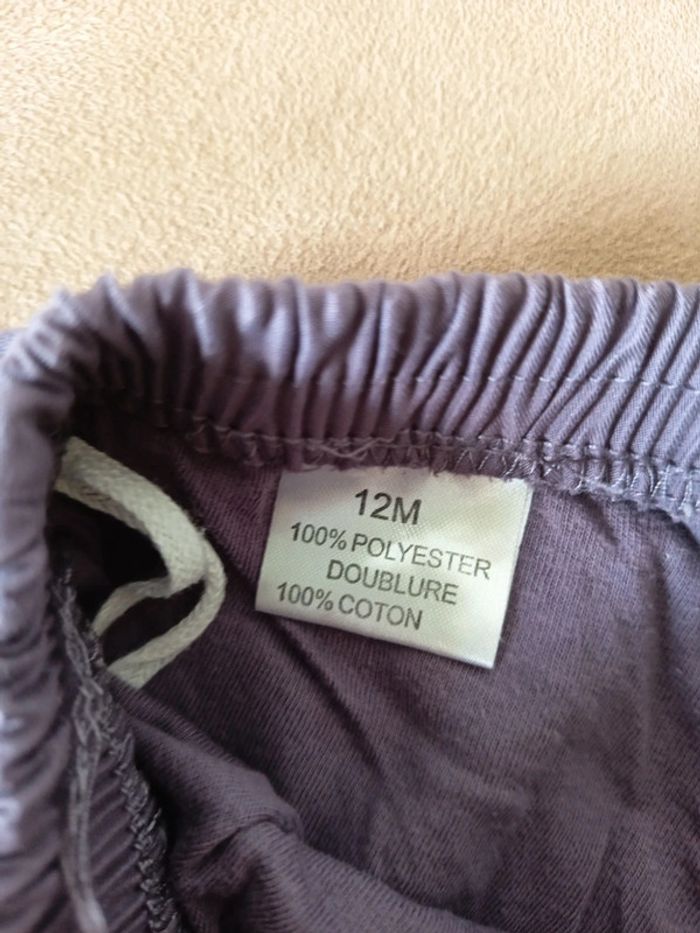 12M
100% POLYESTER
DOUBLURE
100% COTON